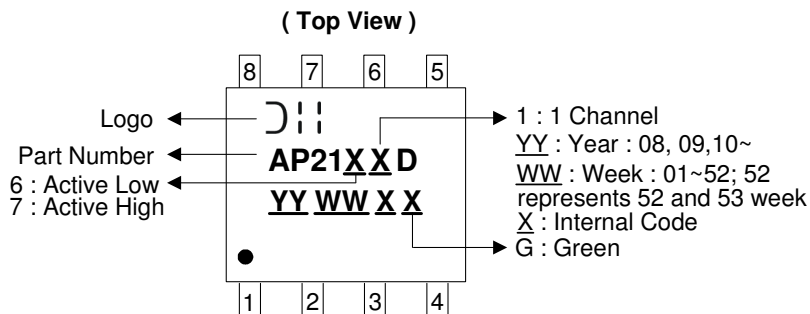 ( Top View )
8 7 6 5
Logo
Part Number
6 : Active Low
7 : Active High
AP21XXD
YY WW X X
1 : 1 Channel
YY : Year : 08, 09,10~
WW : Week : 01~52; 52
represents 52 and 53 week
X : Internal Code
G : Green
1 2 3 4